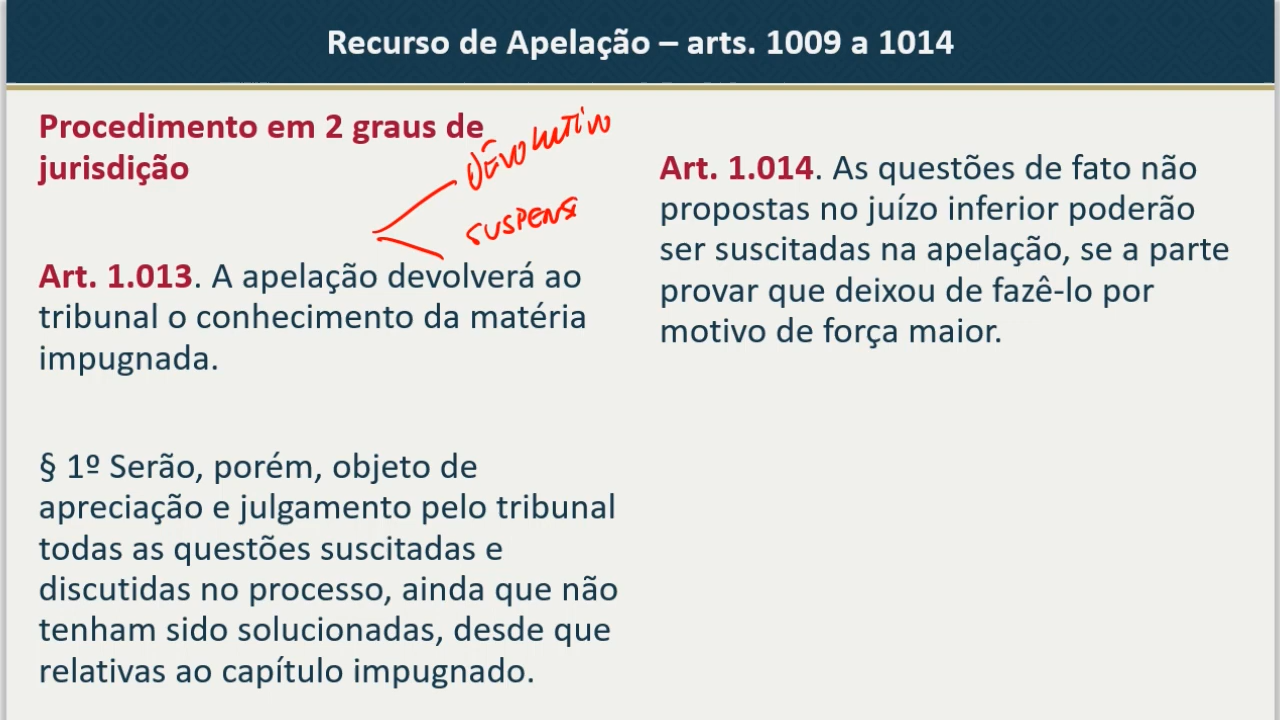 Recurso de Apelação – arts. 1009 a 1014
Procedimento em 2 graus de
jurisdição
DEVOLUTIVO
SUSPENS
Art. 1.013. A apelação devolverá ao
tribunal o conhecimento da matéria
impugnada.
§ 1º Serão, porém, objeto de
apreciação e julgamento pelo tribunal
todas as questões suscitadas e
discutidas no processo, ainda que não
tenham sido solucionadas, desde que
relativas ao capítulo impugnado.
Art. 1.014. As questões de fato não
propostas no juízo inferior poderão
ser suscitadas na apelação, se a parte
provar que deixou de fazê-lo por
motivo de força maior.